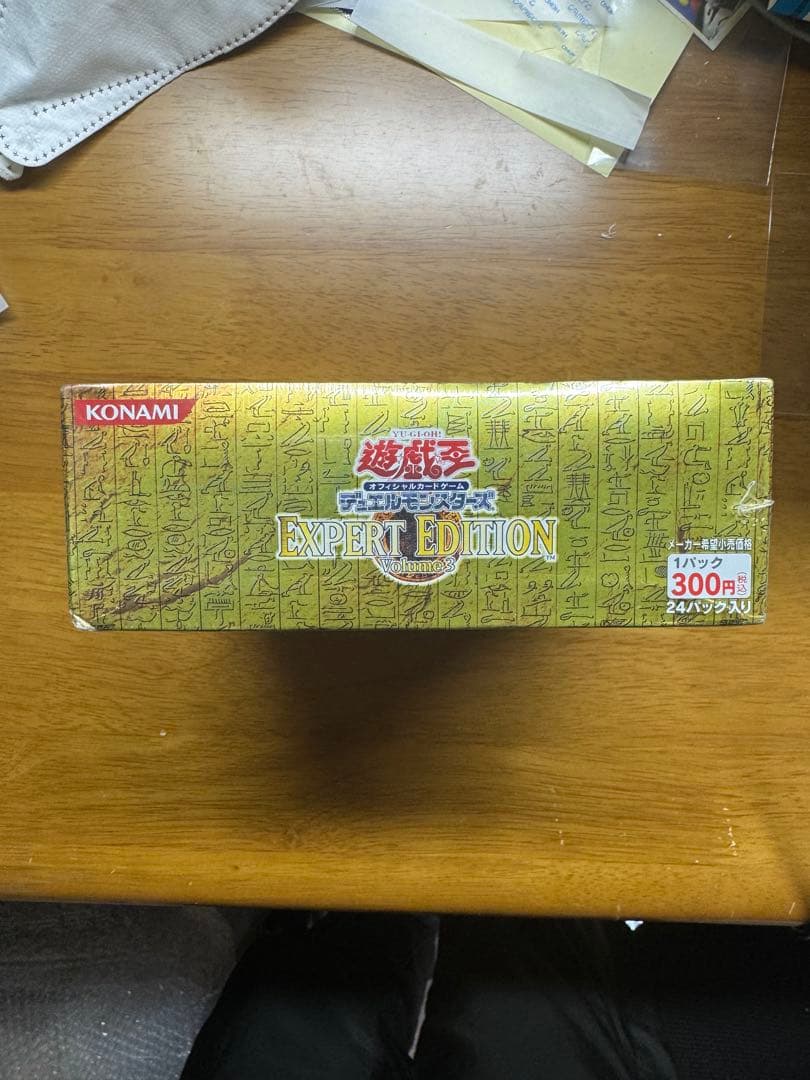 KONAMI
YU-GI-OH!
遊戯王
オフィシャルカードゲーム
デュエルモンスターズ
EXPERT EDITION™
Volume 3
メーカー希望小売価格
1パック
300円(税込)
24パック入り